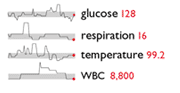 glucose 128
respiration 16
temperature 99.2
WBC 8,800